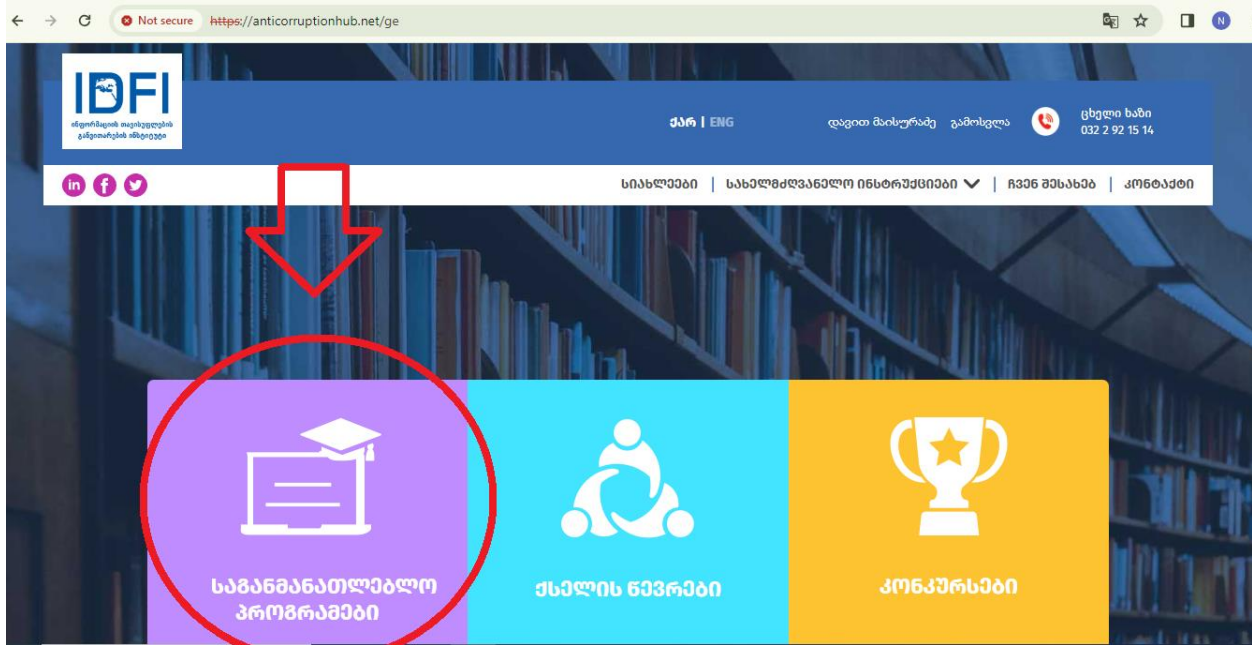 Not secure https://anticorruptionhub.net/ge
N
IDFI
ინფორმაციის თავისუფლების
განვითარების ინსტიტუტი
ქარ | ENG
დავით მაისურაძე გამოსვლა
ცხელი ხაზი
032 2 92 15 14
in f
სიახლეები | სახელმძღვანელო ინსტრუქციები | ჩვენ შესახებ | კონტაქტი
საგანმანათლებლო
პროგრამები
ქსელის წევრები
კონკურსები